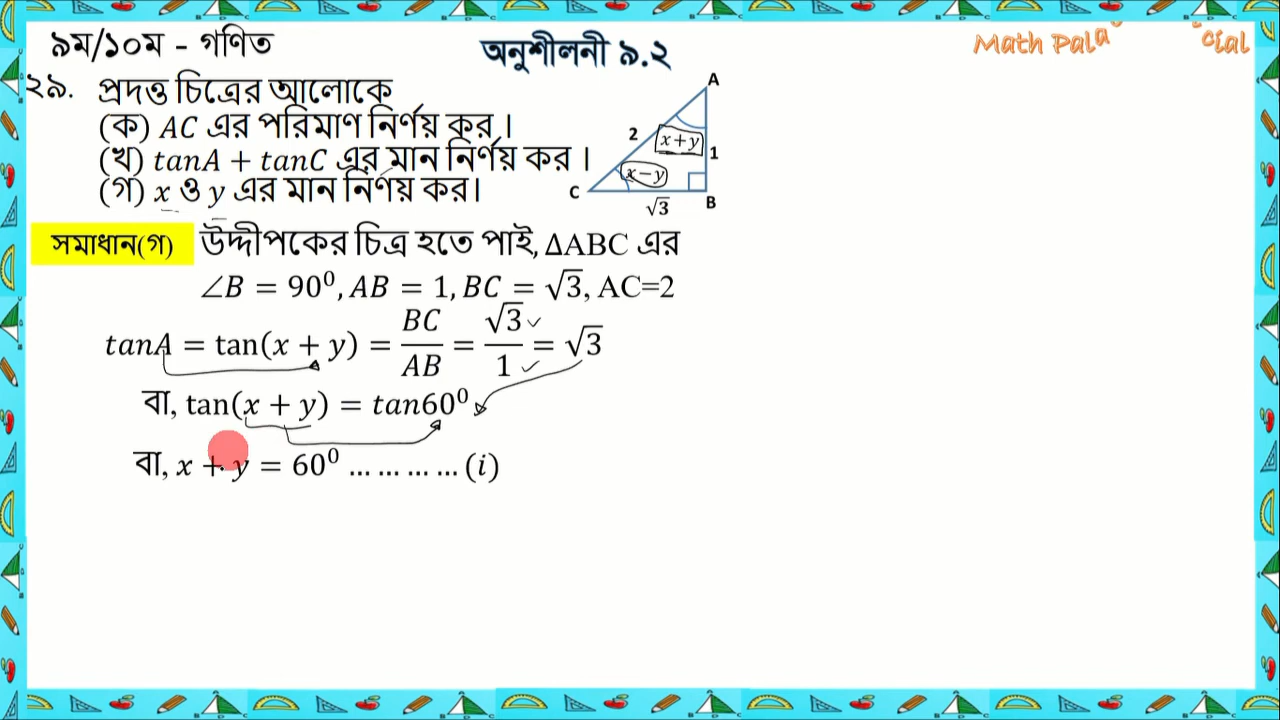 ৯ম/১০ম - গণিত
অনুশীলনী ৯.২
Math Pala cial
২৯. প্রদত্ত চিত্রের আলোকে
(ক) AC এর পরিমাণ নির্ণয় কর।
(খ) tanA + tanC এর মান নির্ণয় কর।
(গ) x ও y এর মান নির্ণয় কর।
A
2
x+y
1
x−y
C
√3
B
সমাধান(গ) উদ্দীপকের চিত্র হতে পাই, ΔABC এর
∠B = 90⁰, AB = 1, BC = √3, AC=2
tanA = tan(x + y) = BC/AB = √3/1 = √3
বা, tan(x + y) = tan60⁰
বা, x + y = 60⁰ ... ... ... ... (i)